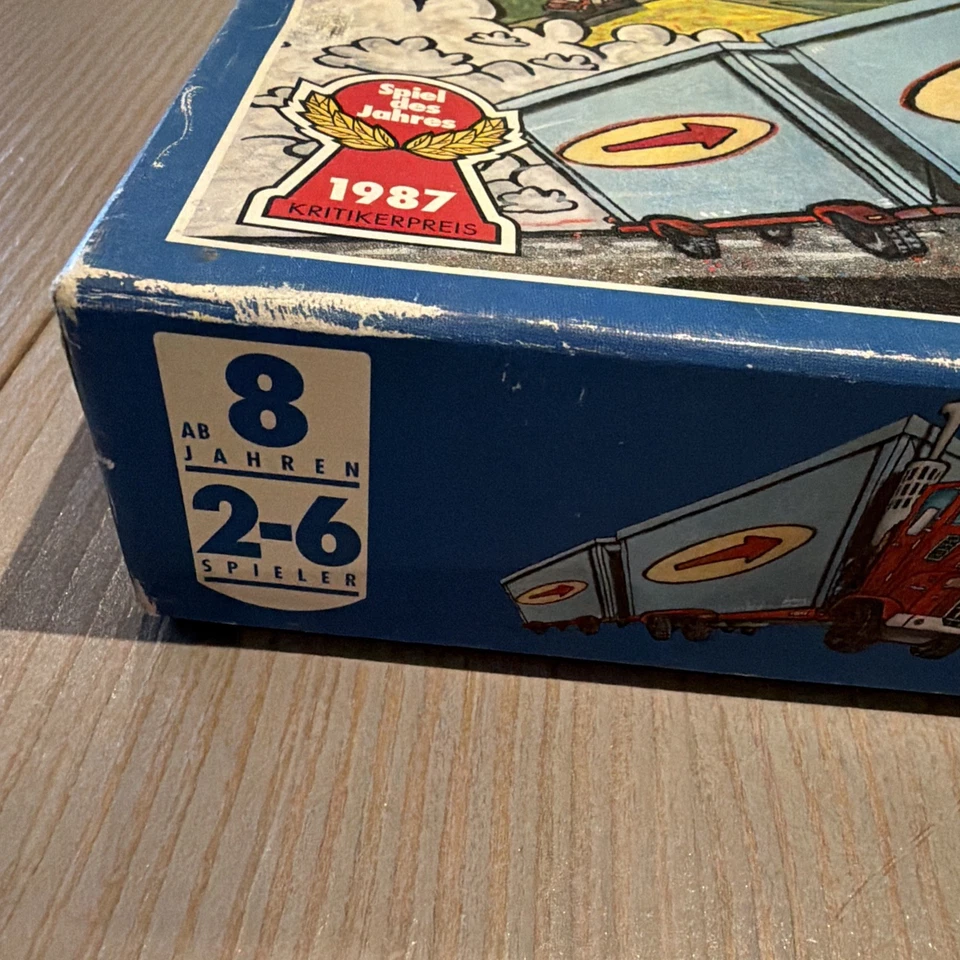 Spiel
des
Jahres
1987
KRITIKERPREIS
AB 8
JAHREN
2-6
SPIELER